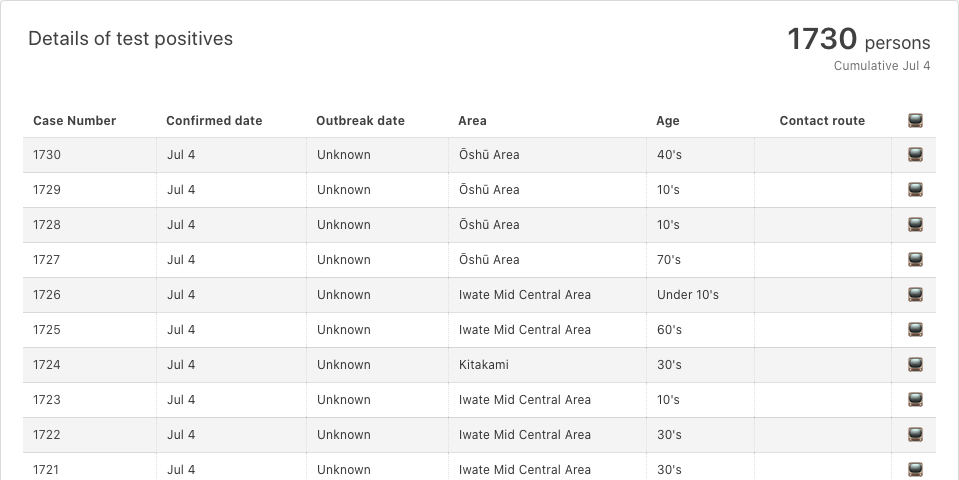 Details of test positives
1730 persons
Cumulative Jul 4
Case Number Confirmed date Outbreak date Area Age Contact route
1730 Jul 4 Unknown Ōshū Area 40's
1729 Jul 4 Unknown Ōshū Area 10's
1728 Jul 4 Unknown Ōshū Area 10's
1727 Jul 4 Unknown Ōshū Area 70's
1726 Jul 4 Unknown Iwate Mid Central Area Under 10's
1725 Jul 4 Unknown Iwate Mid Central Area 60's
1724 Jul 4 Unknown Kitakami 30's
1723 Jul 4 Unknown Iwate Mid Central Area 10's
1722 Jul 4 Unknown Iwate Mid Central Area 30's
1721 Jul 4 Unknown Iwate Mid Central Area 30's